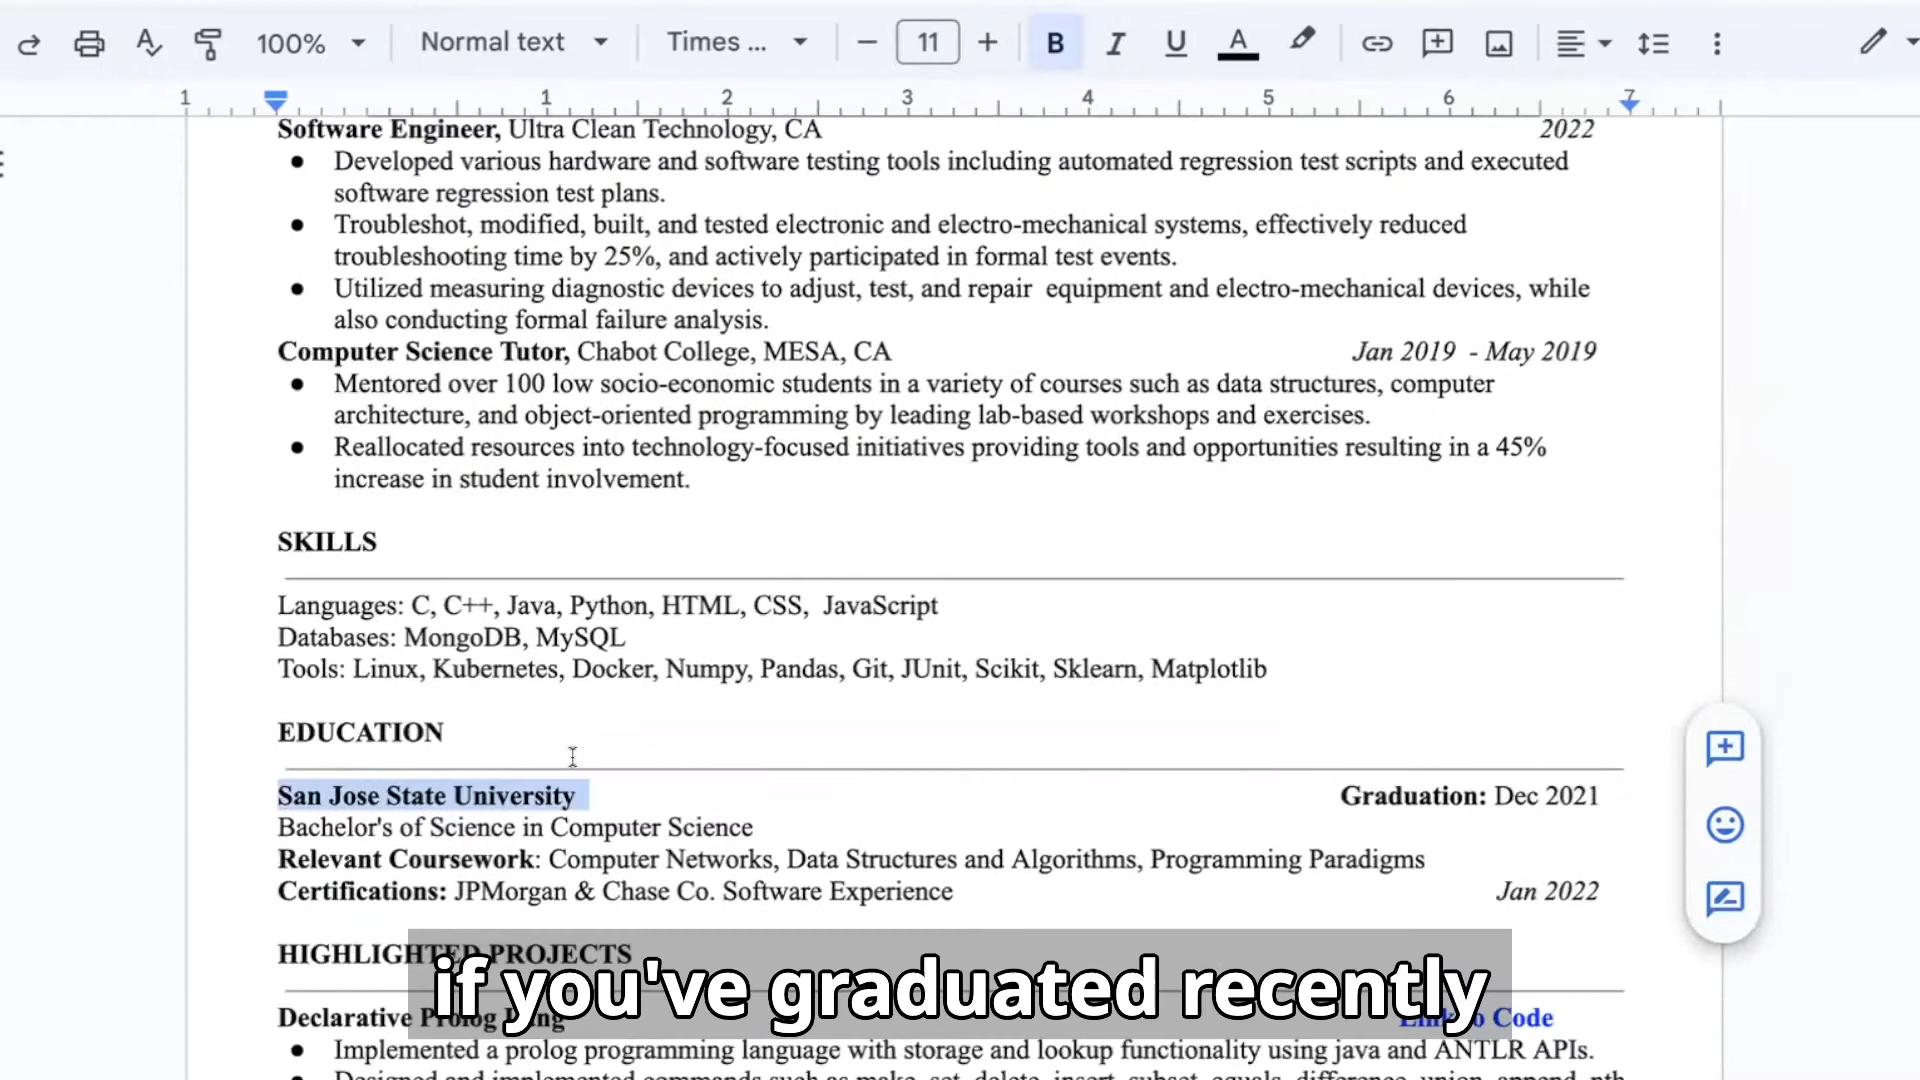 100% Normal text Times ... 11 B I U A
1 1 2 3 4 5 6 7
Software Engineer, Ultra Clean Technology, CA 2022
● Developed various hardware and software testing tools including automated regression test scripts and executed
software regression test plans.
● Troubleshot, modified, built, and tested electronic and electro-mechanical systems, effectively reduced
troubleshooting time by 25%, and actively participated in formal test events.
● Utilized measuring diagnostic devices to adjust, test, and repair  equipment and electro-mechanical devices, while
also conducting formal failure analysis.
Computer Science Tutor, Chabot College, MESA, CA Jan 2019  - May 2019
● Mentored over 100 low socio-economic students in a variety of courses such as data structures, computer
architecture, and object-oriented programming by leading lab-based workshops and exercises.
● Reallocated resources into technology-focused initiatives providing tools and opportunities resulting in a 45%
increase in student involvement.
SKILLS
Languages: C, C++, Java, Python, HTML, CSS,  JavaScript
Databases: MongoDB, MySQL
Tools: Linux, Kubernetes, Docker, Numpy, Pandas, Git, JUnit, Scikit, Sklearn, Matplotlib
EDUCATION
San Jose State University Graduation: Dec 2021
Bachelor's of Science in Computer Science
Relevant Coursework: Computer Networks, Data Structures and Algorithms, Programming Paradigms
Certifications: JPMorgan & Chase Co. Software Experience Jan 2022
HIGHLIGHTED PROJECTS
if you've graduated recently
Declarative Prolog Code
● Implemented a prolog programming language with storage and lookup functionality using java and ANTLR APIs.